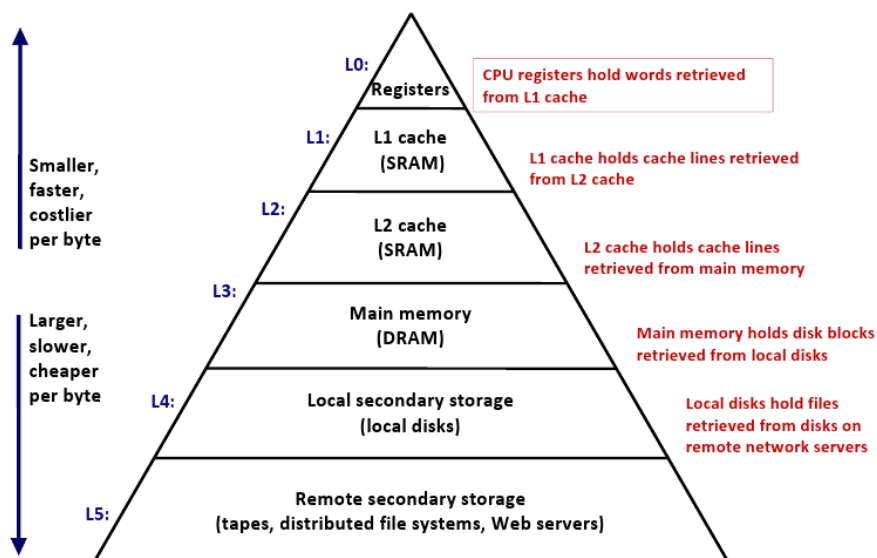 L0:
Registers
CPU registers hold words retrieved
from L1 cache
L1:
L1 cache
(SRAM)
L1 cache holds cache lines retrieved
from L2 cache
Smaller,
faster,
costlier
per byte
L2:
L2 cache
(SRAM)
L2 cache holds cache lines
retrieved from main memory
L3:
Main memory
(DRAM)
Main memory holds disk blocks
retrieved from local disks
Larger,
slower,
cheaper
per byte
L4:
Local secondary storage
(local disks)
Local disks hold files
retrieved from disks on
remote network servers
L5:
Remote secondary storage
(tapes, distributed file systems, Web servers)